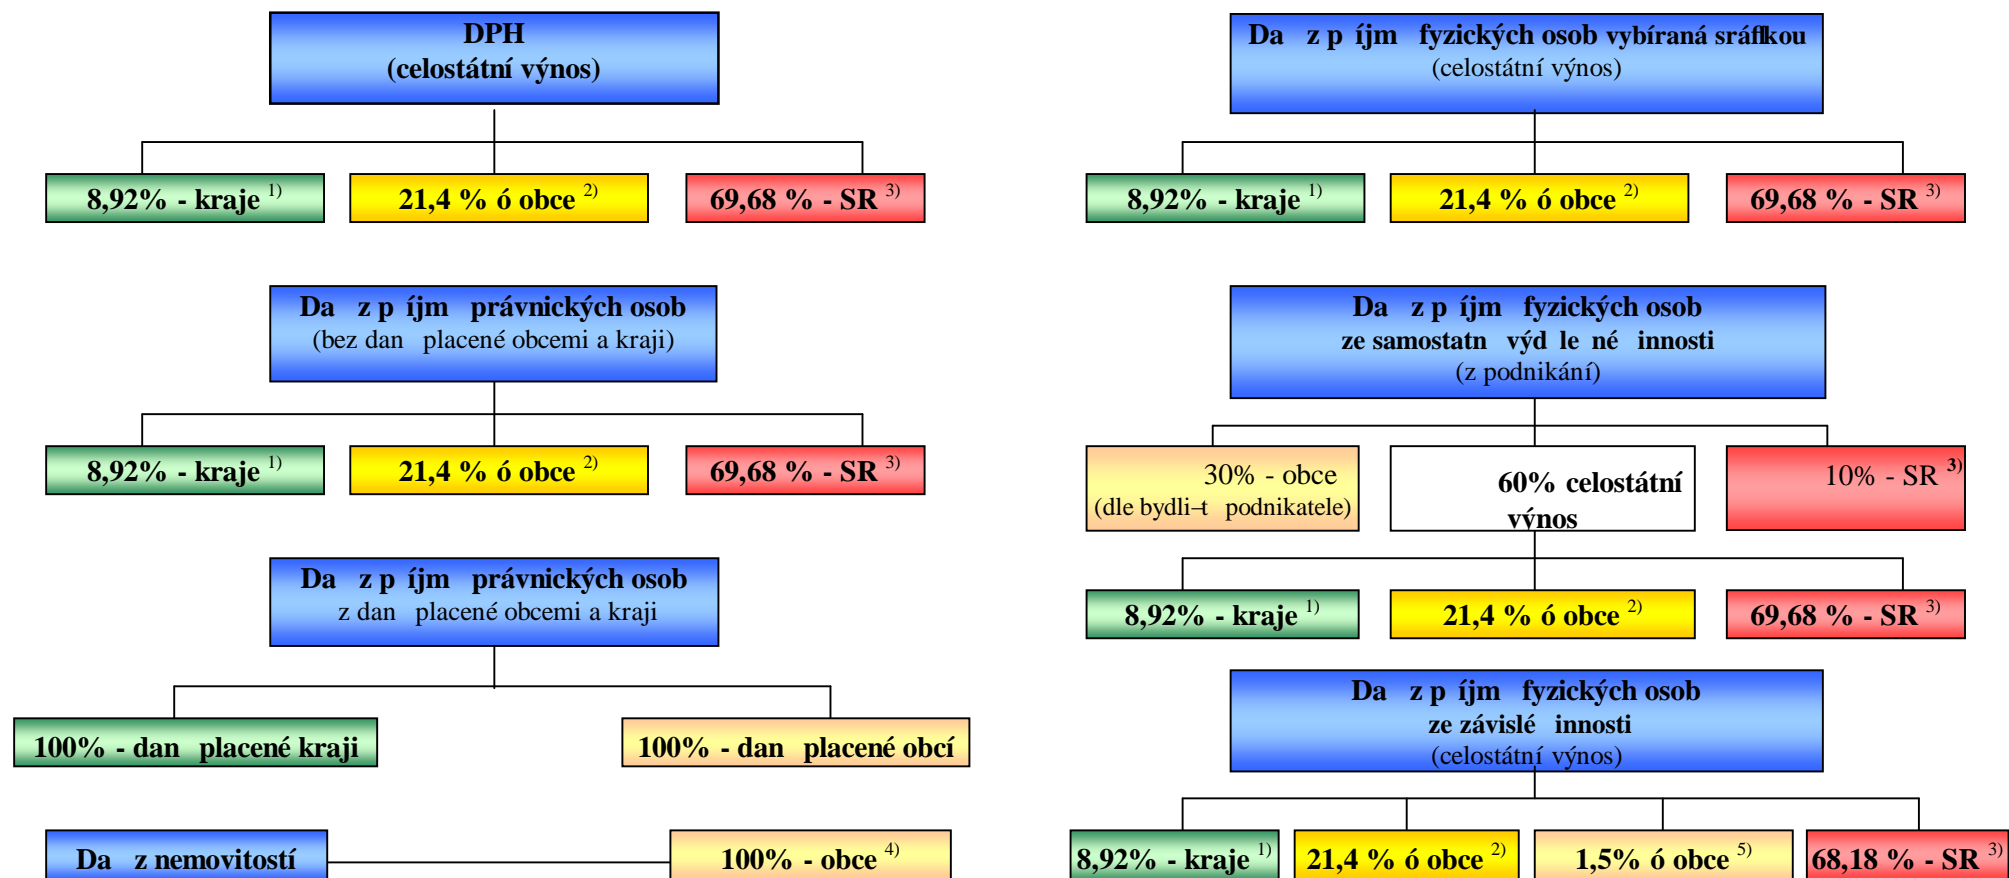 DPH
(celostátní výnos)
8,92% - kraje 1)
21,4 % ó obce 2)
69,68 % - SR 3)
Da z p íjm právnických osob
(bez dan placené obcemi a kraji)
8,92% - kraje 1)
21,4 % ó obce 2)
69,68 % - SR 3)
Da z p íjm právnických osob
z dan placené obcemi a kraji
100% - dan placené kraji
100% - dan placené obcí
Da z nemovitostí
100% - obce 4)
Da z p íjm fyzických osob vybíraná sráflkou
(celostátní výnos)
8,92% - kraje 1)
21,4 % ó obce 2)
69,68 % - SR 3)
Da z p íjm fyzických osob
ze samostatn výd le né innosti
(z podnikání)
30% - obce
(dle bydli–t podnikatele)
60% celostátní
výnos
10% - SR 3)
8,92% - kraje 1)
21,4 % ó obce 2)
69,68 % - SR 3)
Da z p íjm fyzických osob
ze závislé innosti
(celostátní výnos)
8,92% - kraje 1)
21,4 % ó obce 2)
1,5% ó obce 5)
68,18 % - SR 3)